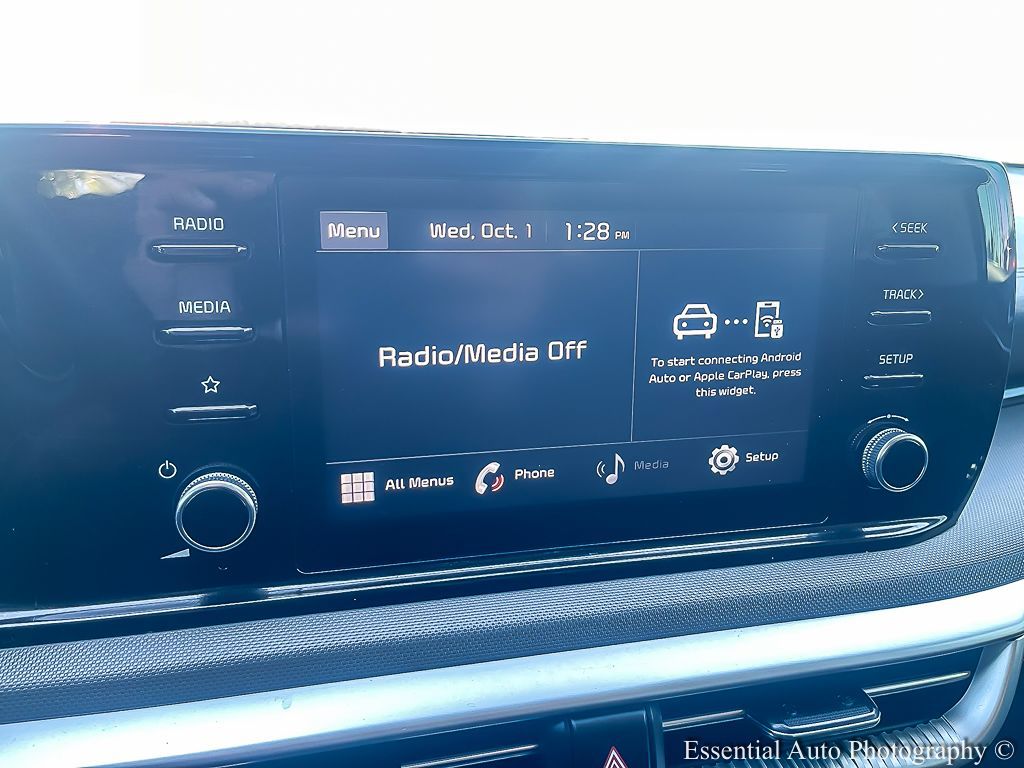 RADIO
MEDIA
Menu
Wed, Oct. 1
1:28 PM
Radio/Media Off
To start connecting Android
Auto or Apple CarPlay, press
this widget.
All Menus
Phone
Media
Setup
< SEEK
TRACK >
SETUP
Essential Auto Photography ©